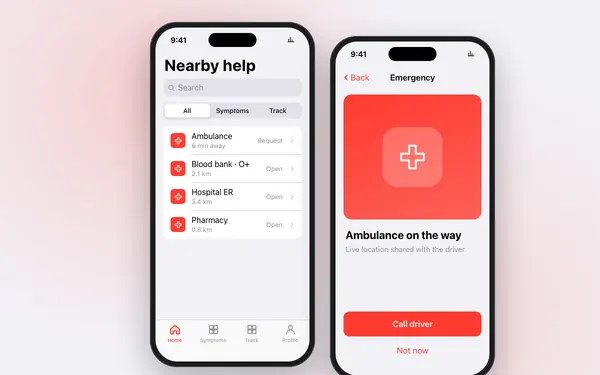 9:41
Nearby help
Search
All Symptoms Track
Ambulance
6 min away
Request
Blood bank · O+
2.1 km
Open
Hospital ER
3.4 km
Open
Pharmacy
0.8 km
Open
Home Symptoms Track Profile
9:41
Back Emergency
Ambulance on the way
Live location shared with the driver
Call driver
Not now